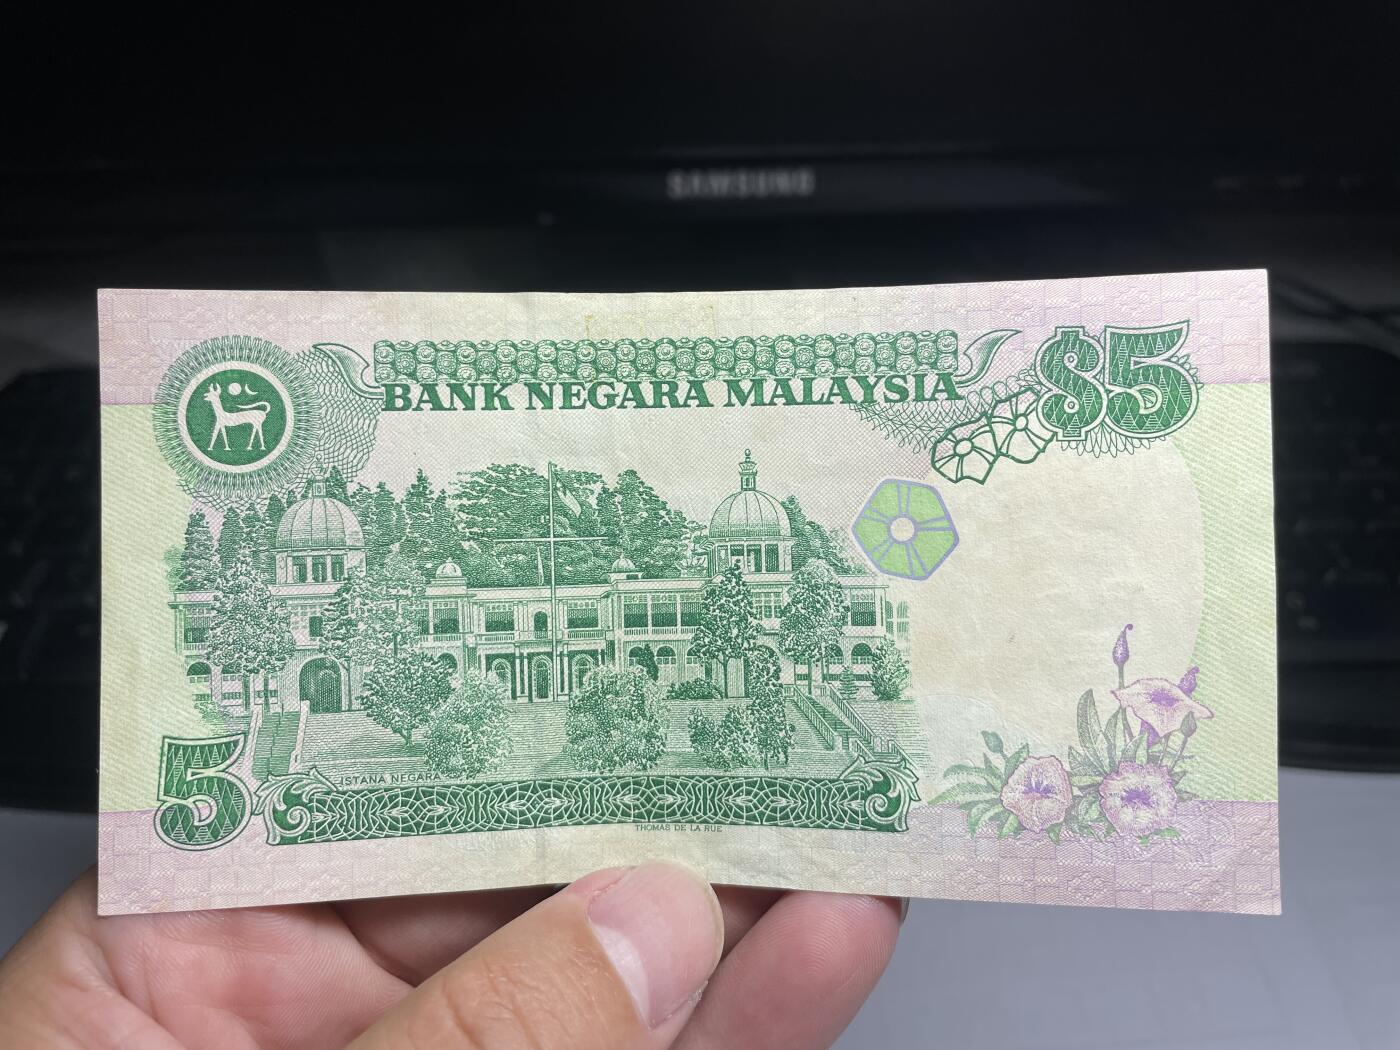 SAMSUNG
BANK NEGARA MALAYSIA
$5
5
ISTANA NEGARA
THOMAS DE LA RUE